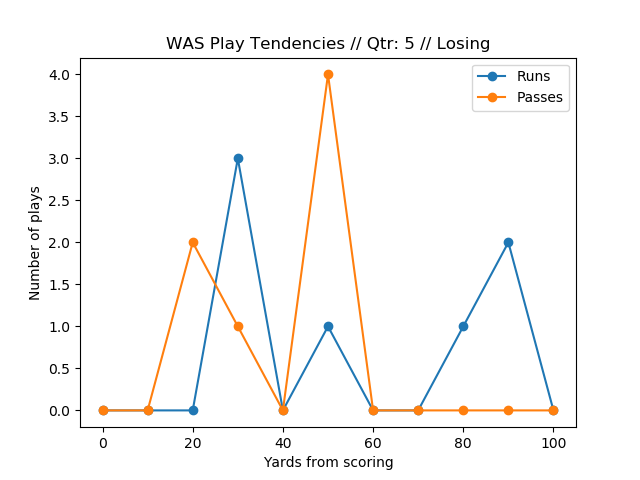 WAS Play Tendencies // Qtr: 5 // Losing
Runs
Passes
4.0
3.5
3.0
2.5
2.0
1.5
1.0
0.5
0.0
Number of plays
0 20 40 60 80 100
Yards from scoring